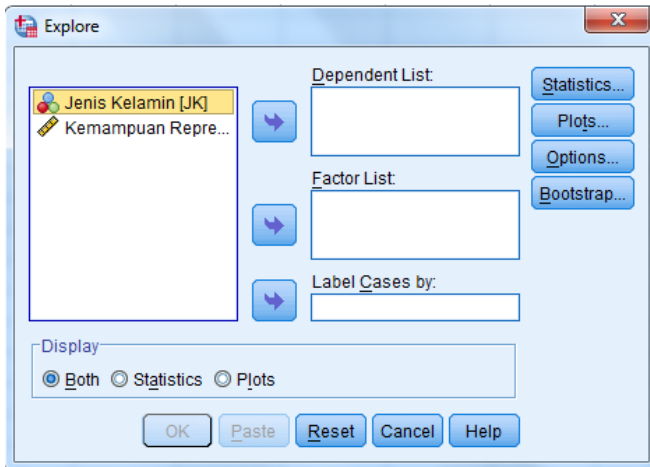 Explore
Jenis Kelamin [JK]
Kemampuan Repre...
Dependent List:
Factor List:
Label Cases by:
Statistics...
Plots...
Options...
Bootstrap...
Display
Both Statistics Plots
OK Paste Reset Cancel Help